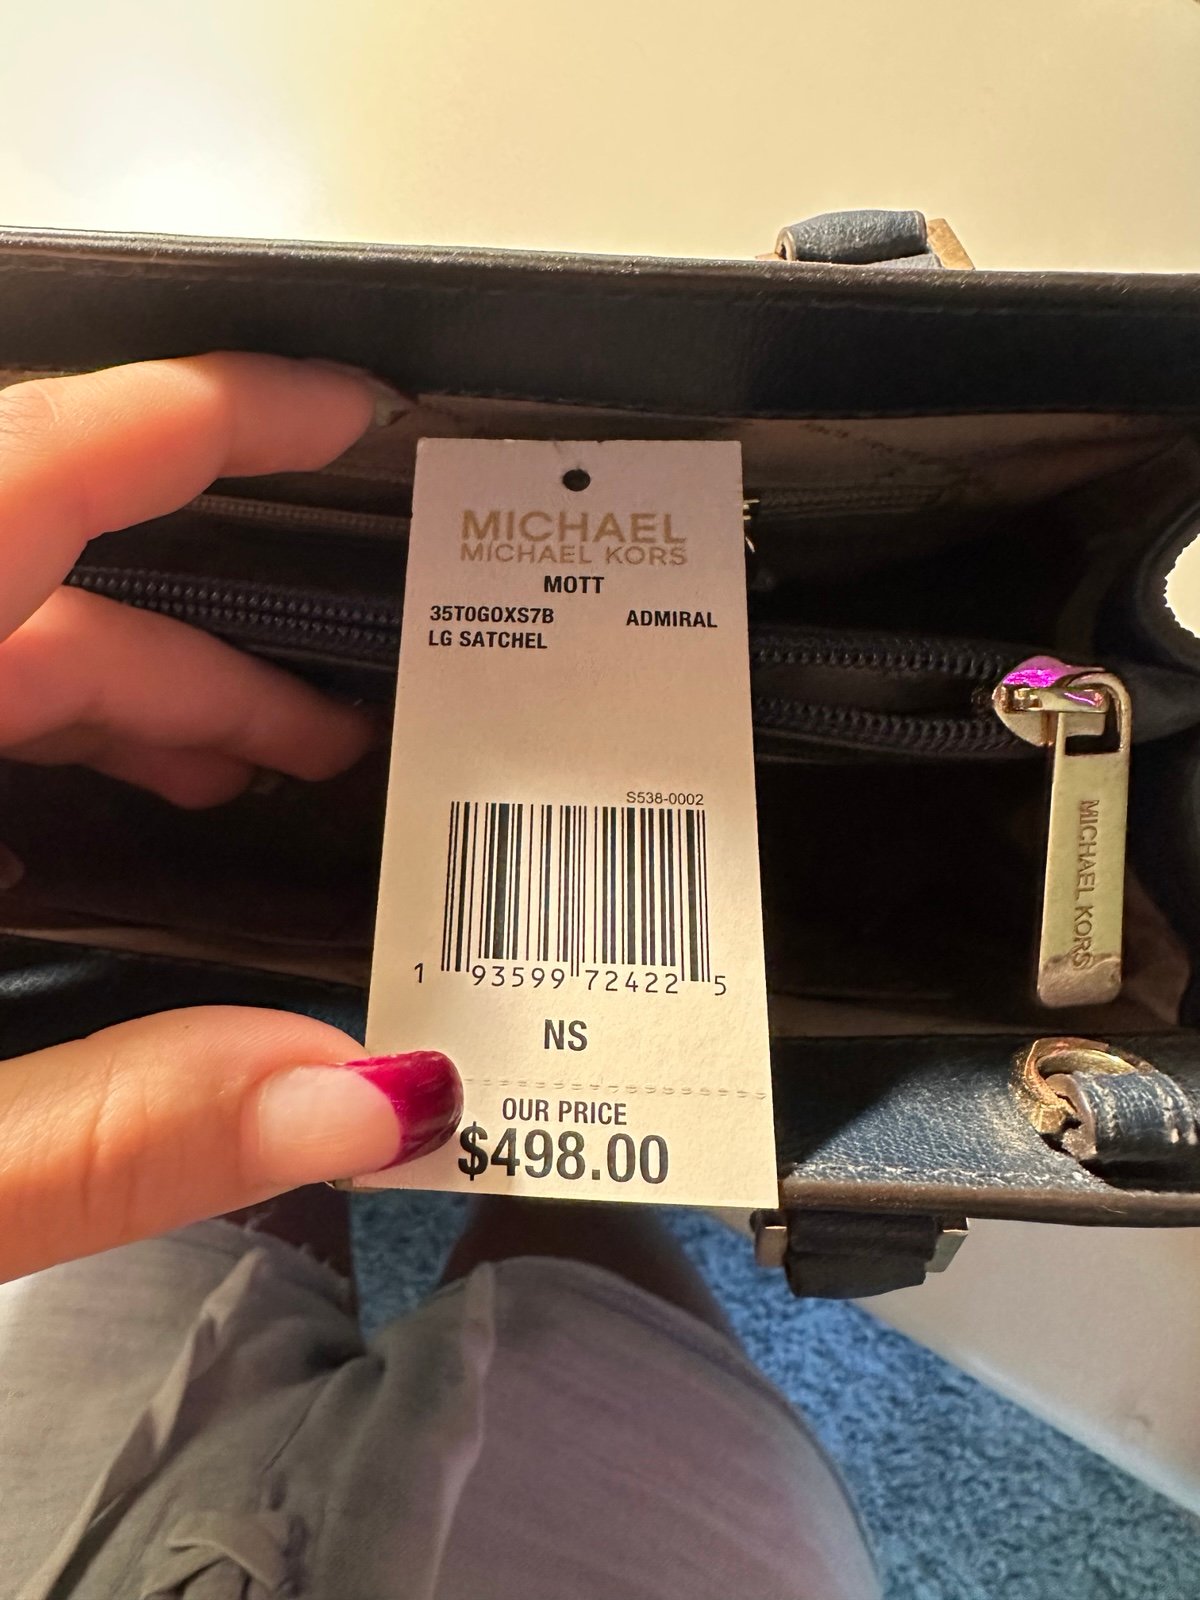 MICHAEL
MICHAEL KORS
MOTT
35T0GOXS7B ADMIRAL
LG SATCHEL
S538-0002
1 93599 72422 5
NS
OUR PRICE
$498.00
MICHAEL KORS